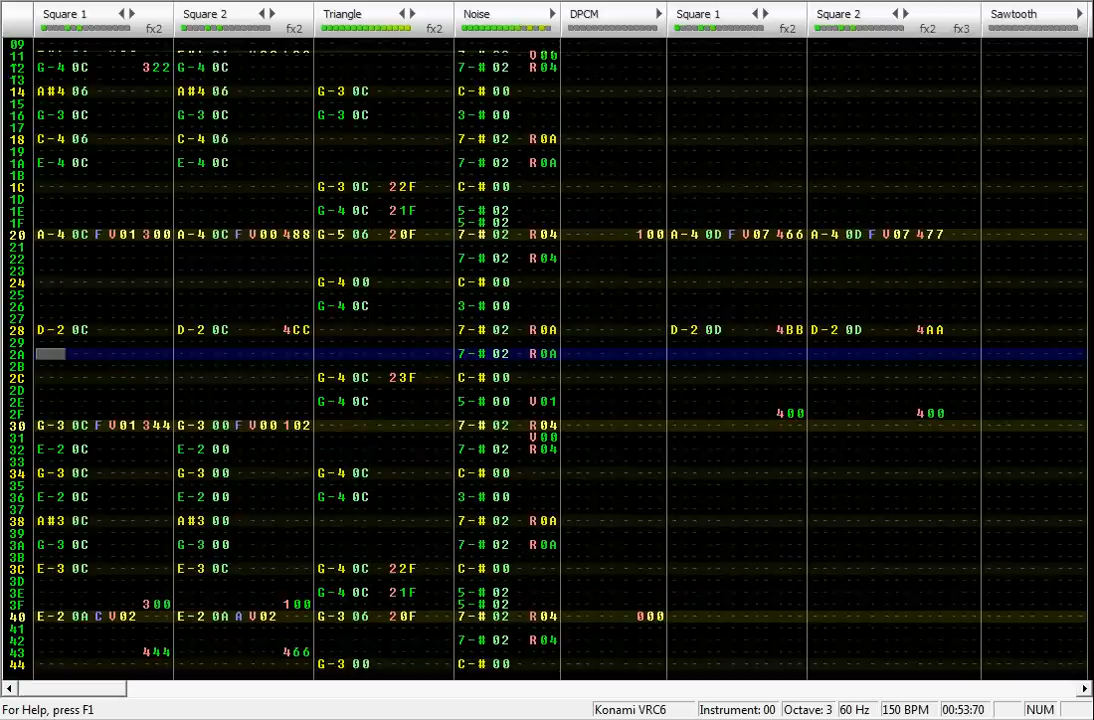 Square 1 Square 2 Triangle Noise DPCM Square 1 Square 2 Sawtooth
fx2 fx2 fx2 fx2 fx2 fx3
09
11 V06
12 G-4 0C 322 G-4 0C 7-# 02 R04
13
14 A#4 06 A#4 06 G-3 0C C-# 00
15
16 G-3 0C G-3 0C G-3 0C 3-# 00
17
18 C-4 06 C-4 06 7-# 02 R0A
19
1A E-4 0C E-4 0C 7-# 02 R0A
1B
1C G-3 0C 22F C-# 00
1D
1E G-4 0C 21F 5-# 02
1F 5-# 02
20 A-4 0C F V01 300 A-4 0C F V00 488 G-5 06 20F 7-# 02 R04 100 A-4 0D F V07 466 A-4 0D F V07 477
21
22 7-# 02 R04
23
24 G-4 00 C-# 00
25
26 G-4 0C 3-# 00
27
28 D-2 0C D-2 0C 4CC 7-# 02 R0A D-2 0D 4BB D-2 0D 4AA
29
2A 7-# 02 R0A
2B
2C G-4 0C 23F C-# 00
2D
2E G-4 0C 5-# 00 V01
2F 400 400
30 G-3 0C F V01 344 G-3 00 F V00 102 7-# 02 R04
31 V00
32 E-2 0C E-2 00 7-# 02 R04
33
34 G-3 0C G-3 00 G-4 0C C-# 00
35
36 E-2 0C E-2 00 G-4 0C 3-# 00
37
38 A#3 0C A#3 00 7-# 02 R0A
39
3A G-3 0C G-3 00 7-# 02 R0A
3B
3C E-3 0C E-3 0C G-4 0C 22F C-# 00
3D
3E G-4 0C 21F 5-# 02
3F 300 100 5-# 02
40 E-2 0A C V02 E-2 0A A V02 G-3 06 20F 7-# 02 R04 000
41
42 7-# 02 R04
43 444 466
44 G-3 00 C-# 00
For Help, press F1 Konami VRC6 Instrument: 00 Octave: 3 60 Hz 150 BPM 00:53:70 NUM